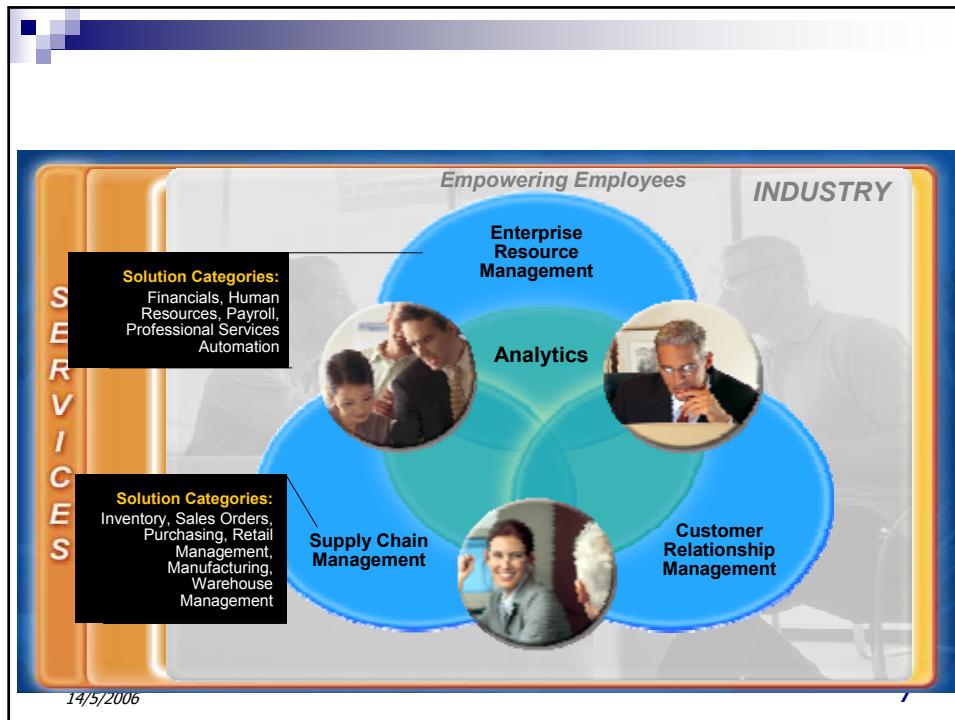 Empowering Employees
INDUSTRY
Enterprise
Resource
Management
Solution Categories:
Financials, Human
Resources, Payroll,
Professional Services
Automation
Analytics
SERVICES
Solution Categories:
Inventory, Sales Orders,
Purchasing, Retail
Management,
Manufacturing,
Warehouse
Management
Supply Chain
Management
Customer
Relationship
Management
14/5/2006